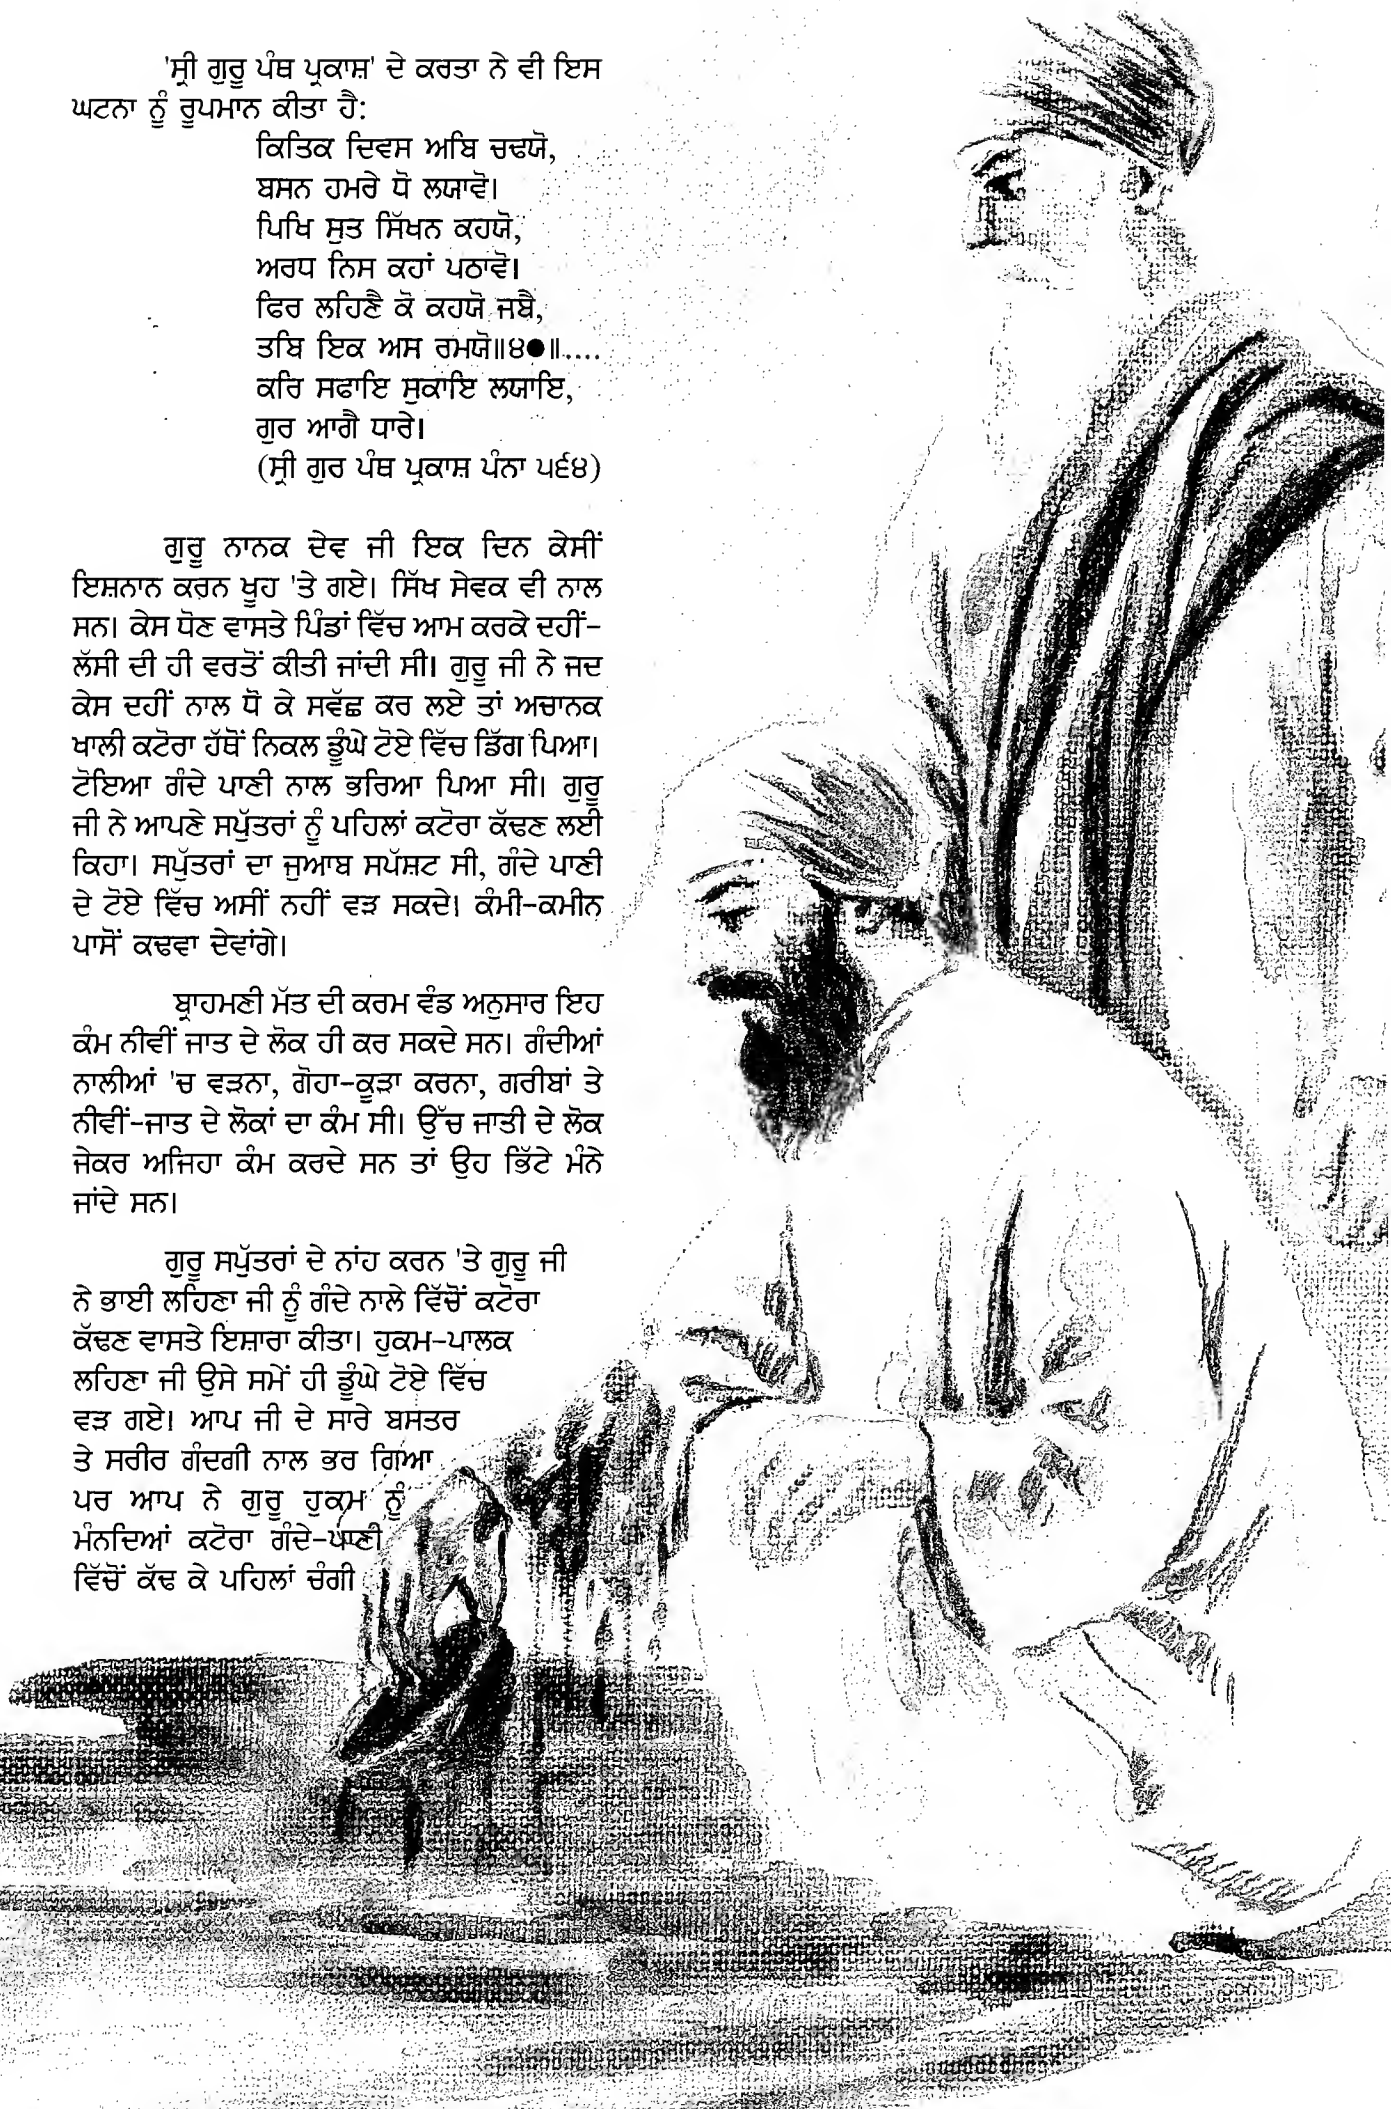 'ਸ੍ਰੀ ਗੁਰੂ ਪੰਥ ਪ੍ਰਕਾਸ਼' ਦੇ ਕਰਤਾ ਨੇ ਵੀ ਇਸ
ਘਟਨਾ ਨੂੰ ਰੂਪਮਾਨ ਕੀਤਾ ਹੈ:
ਕਿਤਿਕ ਦਿਵਸ ਅਬਿ ਚਢਯੋ,
ਬਸਨ ਹਮਰੇ ਧੋ ਲਯਾਵੋ।
ਪਿਖਿ ਸੁਤ ਸਿੱਖਨ ਕਹਯੋ,
ਅਰਧ ਨਿਸ ਕਹਾਂ ਪਠਾਵੋ।
ਫਿਰ ਲਹਿਣੈ ਕੋ ਕਹਯੋ ਜਬੈ,
ਤਬਿ ਇਕ ਅਸ ਰਮਯੋ॥੪●॥....
ਕਰਿ ਸਫਾਇ ਸੁਕਾਇ ਲਯਾਇ,
ਗੁਰ ਆਗੈ ਧਾਰੇ।
(ਸ੍ਰੀ ਗੁਰ ਪੰਥ ਪ੍ਰਕਾਸ਼ ਪੰਨਾ ੫੬੪)
ਗੁਰੂ ਨਾਨਕ ਦੇਵ ਜੀ ਇਕ ਦਿਨ ਕੇਸੀਂ
ਇਸ਼ਨਾਨ ਕਰਨ ਖੂਹ 'ਤੇ ਗਏ। ਸਿੱਖ ਸੇਵਕ ਵੀ ਨਾਲ
ਸਨ। ਕੇਸ ਧੋਣ ਵਾਸਤੇ ਪਿੰਡਾਂ ਵਿੱਚ ਆਮ ਕਰਕੇ ਦਹੀਂ-
ਲੱਸੀ ਦੀ ਹੀ ਵਰਤੋਂ ਕੀਤੀ ਜਾਂਦੀ ਸੀ। ਗੁਰੂ ਜੀ ਨੇ ਜਦ
ਕੇਸ ਦਹੀਂ ਨਾਲ ਧੋ ਕੇ ਸਵੱਛ ਕਰ ਲਏ ਤਾਂ ਅਚਾਨਕ
ਖਾਲੀ ਕਟੋਰਾ ਹੱਥੋਂ ਨਿਕਲ ਡੂੰਘੇ ਟੋਏ ਵਿੱਚ ਡਿੱਗ ਪਿਆ।
ਟੋਇਆ ਗੰਦੇ ਪਾਣੀ ਨਾਲ ਭਰਿਆ ਪਿਆ ਸੀ। ਗੁਰੂ
ਜੀ ਨੇ ਆਪਣੇ ਸਪੁੱਤਰਾਂ ਨੂੰ ਪਹਿਲਾਂ ਕਟੋਰਾ ਕੱਢਣ ਲਈ
ਕਿਹਾ। ਸਪੁੱਤਰਾਂ ਦਾ ਜੁਆਬ ਸਪੱਸ਼ਟ ਸੀ, ਗੰਦੇ ਪਾਣੀ
ਦੇ ਟੋਏ ਵਿੱਚ ਅਸੀਂ ਨਹੀਂ ਵੜ ਸਕਦੇ। ਕੰਮੀ-ਕਮੀਨ
ਪਾਸੋਂ ਕਢਵਾ ਦੇਵਾਂਗੇ।
ਬ੍ਰਾਹਮਣੀ ਮੱਤ ਦੀ ਕਰਮ ਵੰਡ ਅਨੁਸਾਰ ਇਹ
ਕੰਮ ਨੀਵੀਂ ਜਾਤ ਦੇ ਲੋਕ ਹੀ ਕਰ ਸਕਦੇ ਸਨ। ਗੰਦੀਆਂ
ਨਾਲੀਆਂ 'ਚ ਵੜਨਾ, ਗੋਹਾ-ਕੂੜਾ ਕਰਨਾ, ਗਰੀਬਾਂ ਤੇ
ਨੀਵੀਂ-ਜਾਤ ਦੇ ਲੋਕਾਂ ਦਾ ਕੰਮ ਸੀ। ਉੱਚ ਜਾਤੀ ਦੇ ਲੋਕ
ਜੇਕਰ ਅਜਿਹਾ ਕੰਮ ਕਰਦੇ ਸਨ ਤਾਂ ਉਹ ਭਿੱਟੇ ਮੰਨੇ
ਜਾਂਦੇ ਸਨ।
ਗੁਰੂ ਸਪੁੱਤਰਾਂ ਦੇ ਨਾਂਹ ਕਰਨ 'ਤੇ ਗੁਰੂ ਜੀ
ਨੇ ਭਾਈ ਲਹਿਣਾ ਜੀ ਨੂੰ ਗੰਦੇ ਨਾਲੇ ਵਿੱਚੋਂ ਕਟੋਰਾ
ਕੱਢਣ ਵਾਸਤੇ ਇਸ਼ਾਰਾ ਕੀਤਾ। ਹੁਕਮ-ਪਾਲਕ
ਲਹਿਣਾ ਜੀ ਉਸੇ ਸਮੇਂ ਹੀ ਡੂੰਘੇ ਟੋਏ ਵਿੱਚ
ਵੜ ਗਏ। ਆਪ ਜੀ ਦੇ ਸਾਰੇ ਬਸਤਰ
ਤੇ ਸਰੀਰ ਗੰਦਗੀ ਨਾਲ ਭਰ ਗਿਆ
ਪਰ ਆਪ ਨੇ ਗੁਰੂ ਹੁਕਮ ਨੂੰ
ਮੰਨਦਿਆਂ ਕਟੋਰਾ ਗੰਦੇ-ਪਾਣੀ
ਵਿੱਚੋਂ ਕੱਢ ਕੇ ਪਹਿਲਾਂ ਚੰਗੀ